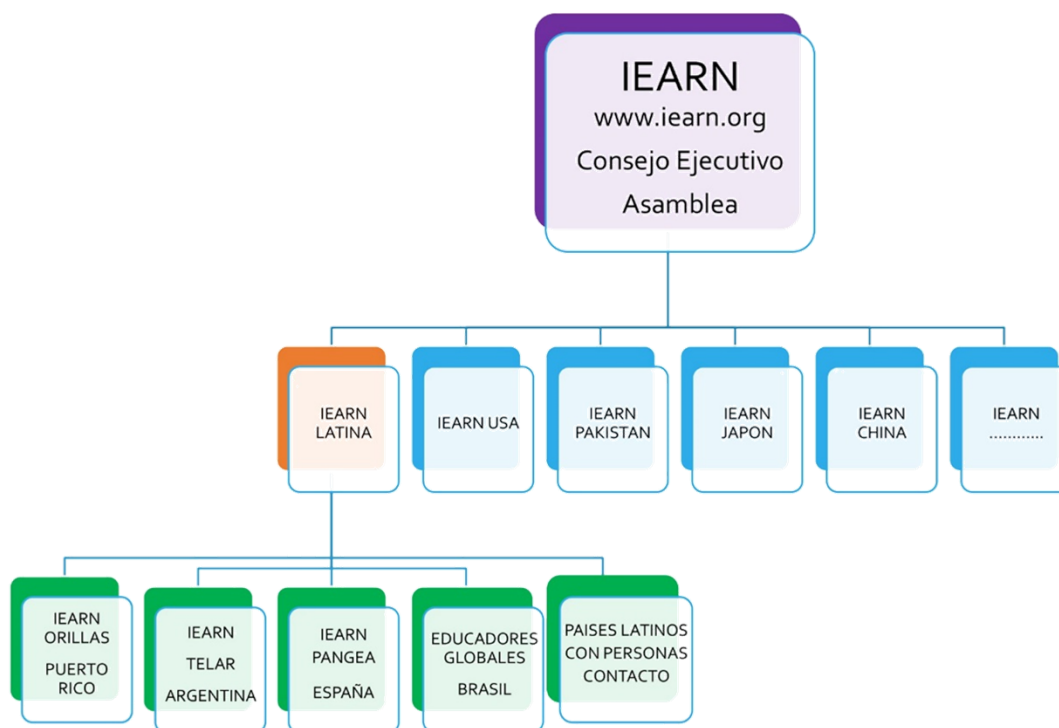 IEARN
www.iearn.org
Consejo Ejecutivo
Asamblea
IEARN
LATINA
IEARN USA
IEARN
PAKISTAN
IEARN
JAPON
IEARN
CHINA
IEARN
............
IEARN
ORILLAS
PUERTO
RICO
IEARN
TELAR
ARGENTINA
IEARN
PANGEA
ESPAÑA
EDUCADORES
GLOBALES
BRASIL
PAISES LATINOS
CON PERSONAS
CONTACTO